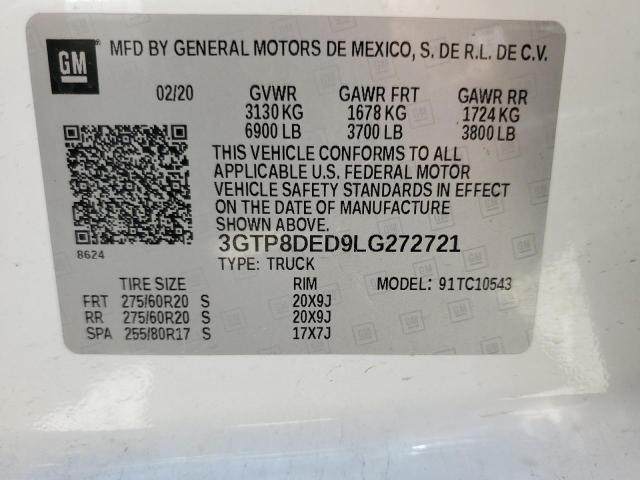 GM MFD BY GENERAL MOTORS DE MEXICO, S. DE R.L. DE C.V.
02/20 GVWR GAWR FRT GAWR RR
3130 KG 1678 KG 1724 KG
6900 LB 3700 LB 3800 LB
THIS VEHICLE CONFORMS TO ALL
APPLICABLE U.S. FEDERAL MOTOR
VEHICLE SAFETY STANDARDS IN EFFECT
ON THE DATE OF MANUFACTURE
SHOWN ABOVE.
8624 3GTP8DED9LG272721
TYPE: TRUCK
TIRE SIZE RIM MODEL: 91TC10543
FRT 275/60R20 S 20X9J
RR 275/60R20 S 20X9J
SPA 255/80R17 S 17X7J